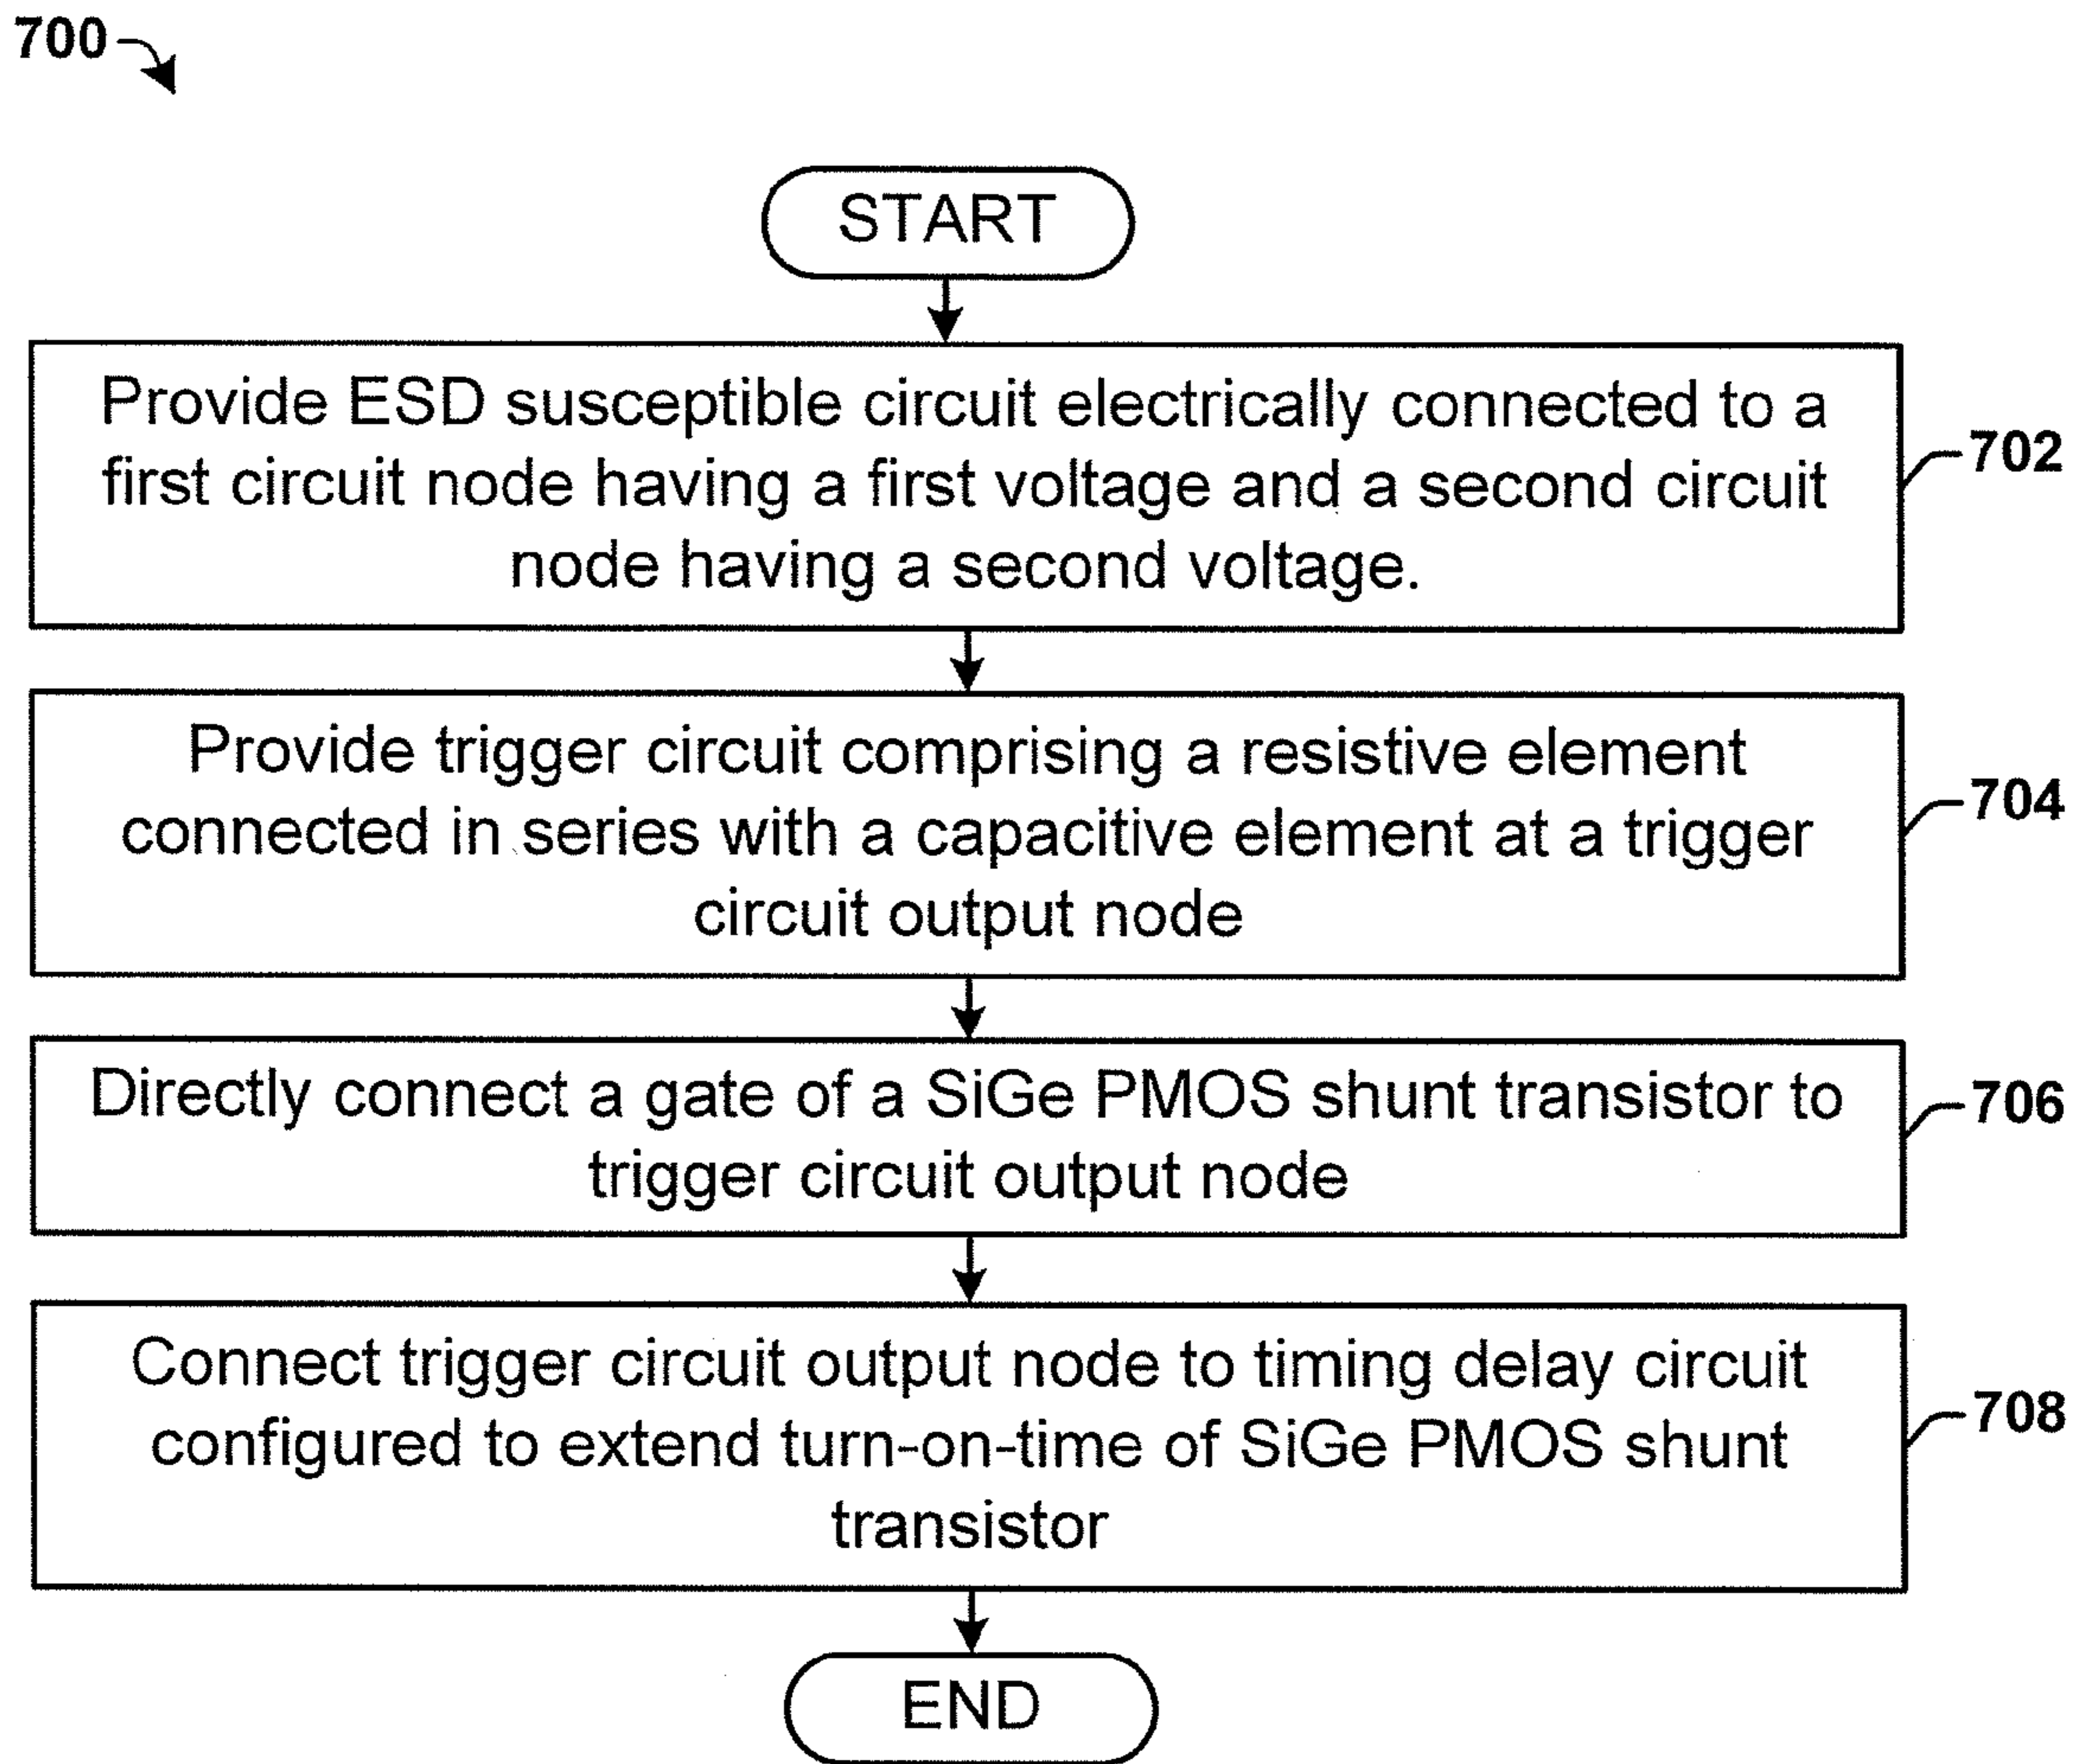 700
START
Provide ESD susceptible circuit electrically connected to a
first circuit node having a first voltage and a second circuit
node having a second voltage.
702
Provide trigger circuit comprising a resistive element
connected in series with a capacitive element at a trigger
circuit output node
704
Directly connect a gate of a SiGe PMOS shunt transistor to
trigger circuit output node
706
Connect trigger circuit output node to timing delay circuit
configured to extend turn-on-time of SiGe PMOS shunt
transistor
708
END